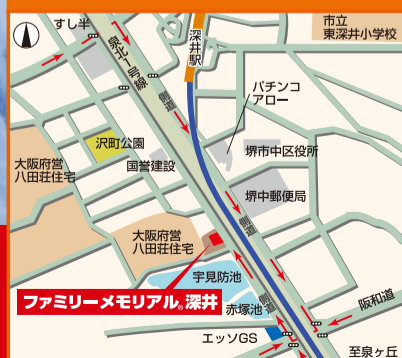 すし半
市立
東深井小学校
泉北1号線
深井駅
側道
パチンコ
アロー
沢町公園
大阪府営
八田荘住宅
国誉建設
堺市中区役所
堺中郵便局
側道
大阪府営
八田荘住宅
宇見防池
ファミリーメモリアル®深井
側道
赤塚池
阪和道
エッソGS
至泉ヶ丘